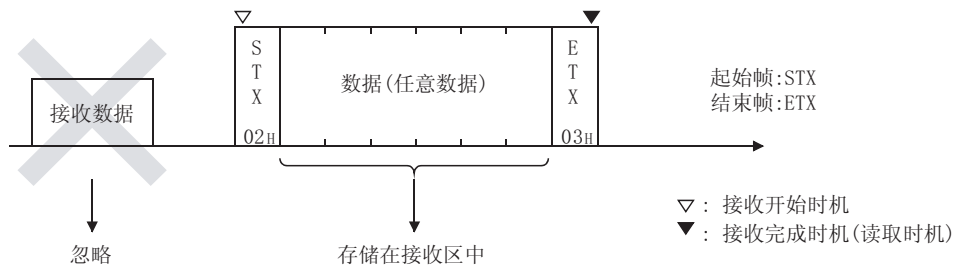 接收数据
忽略
STX
02H
数据(任意数据)
ETX
03H
存储在接收区中
起始帧:STX
结束帧:ETX
▽ : 接收开始时机
▼ : 接收完成时机(读取时机)